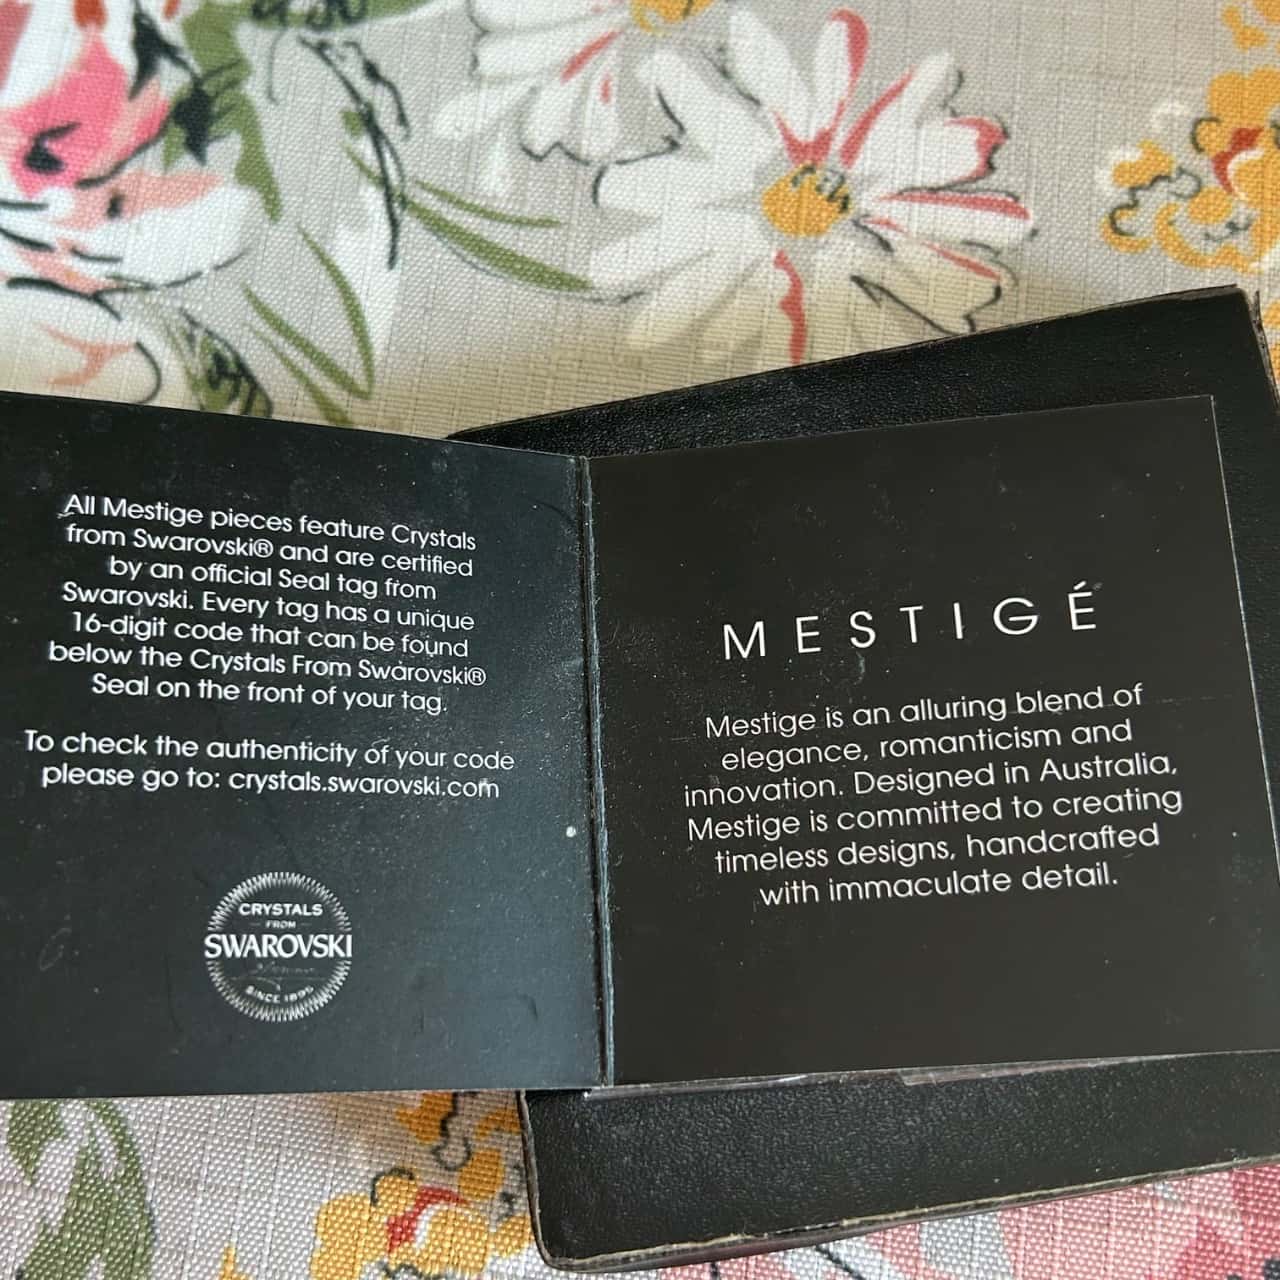 All Mestige pieces feature Crystals
from Swarovski® and are certified
by an official Seal tag from
Swarovski. Every tag has a unique
16-digit code that can be found
below the Crystals From Swarovski®
Seal on the front of your tag.
To check the authenticity of your code
please go to: crystals.swarovski.com
CRYSTALS
FROM
SWAROVSKI
SINCE 1895
MESTIGÉ
Mestige is an alluring blend of
elegance, romanticism and
innovation. Designed in Australia,
Mestige is committed to creating
timeless designs, handcrafted
with immaculate detail.